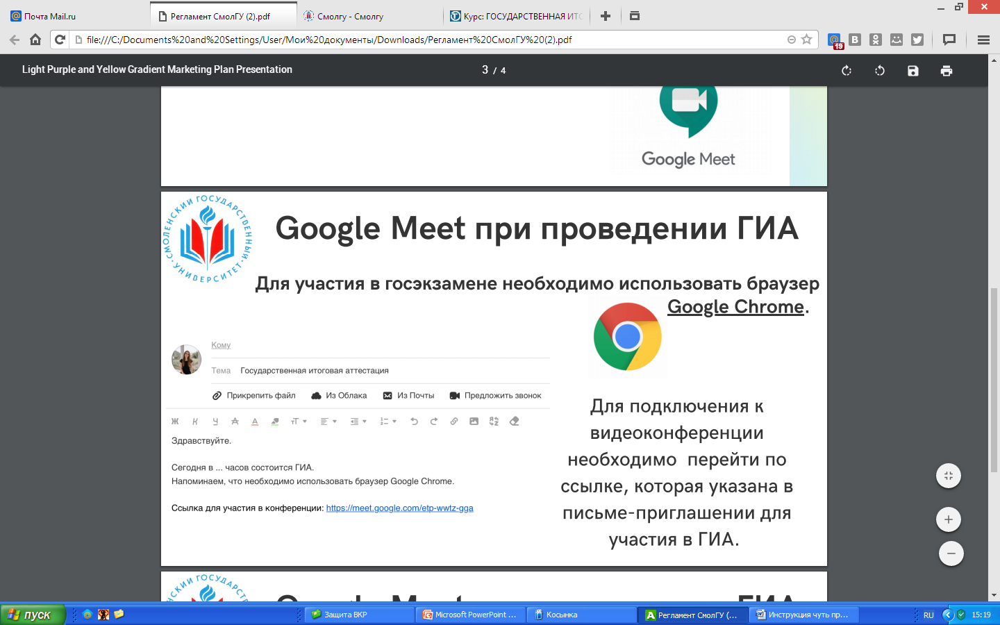 Почта Mail.ru
Регламент СмолГУ (2).pdf
Смолгу - Смолгу
Курс: ГОСУДАРСТВЕННАЯ ИТО
file:///C:/Documents%20and%20Settings/User/Мои%20документы/Downloads/Регламент%20СмолГУ%20(2).pdf
19
Light Purple and Yellow Gradient Marketing Plan Presentation
3 / 4
Google Meet
СМОЛЕНСКИЙ ГОСУДАРСТВЕННЫЙ УНИВЕРСИТЕТ
Google Meet при проведении ГИА
Для участия в госэкзамене необходимо использовать браузер
Google Chrome.
Кому
Тема Государственная итоговая аттестация
Прикрепить файл Из Облака Из Почты Предложить звонок
Ж К Ч А А тТ
Здравствуйте.
Сегодня в ... часов состоится ГИА.
Напоминаем, что необходимо использовать браузер Google Chrome.
Ссылка для участия в конференции: https://meet.google.com/etp-wwtz-gga
Для подключения к
видеоконференции
необходимо перейти по
ссылке, которая указана в
письме-приглашении для
участия в ГИА.
пуск
Защита ВКР
Microsoft PowerPoint ...
Косынка
Регламент СмолГУ (...
Инструкция чуть пр...
RU
15:19